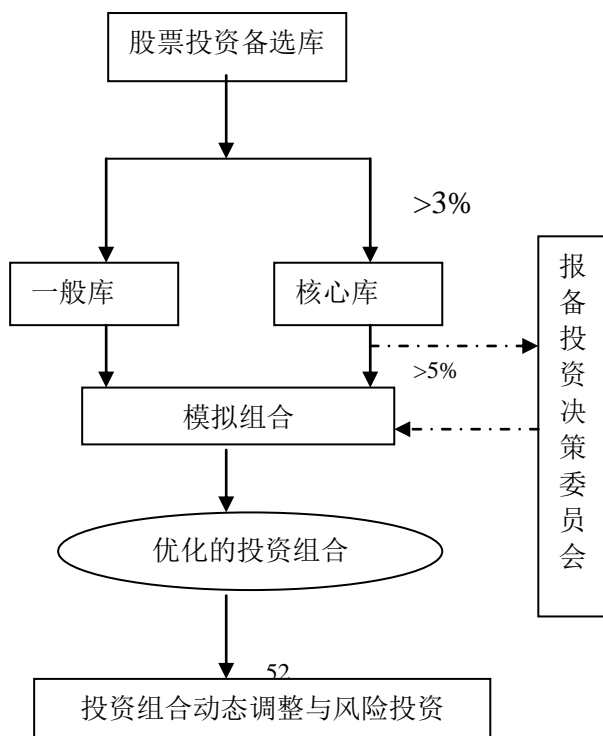 股票投资备选库
>3%
一般库
核心库
报备投资决策委员会
>5%
模拟组合
优化的投资组合
52
投资组合动态调整与风险投资